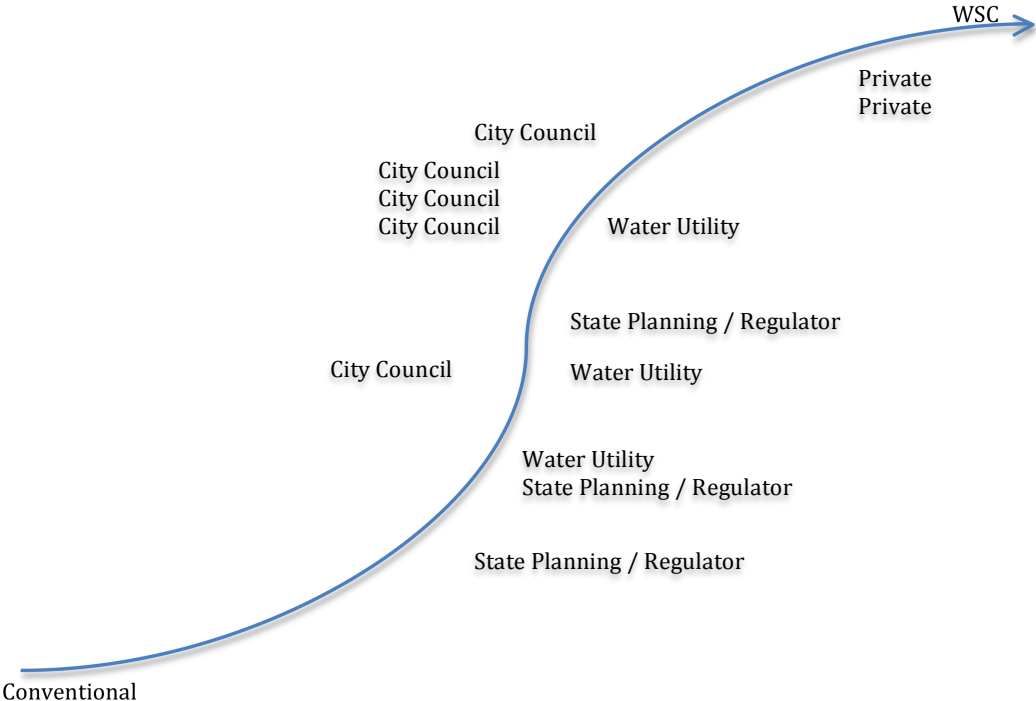 WSC
Private
Private
City Council
City Council
City Council
City Council
Water Utility
State Planning / Regulator
City Council
Water Utility
Water Utility
State Planning / Regulator
State Planning / Regulator
Conventional